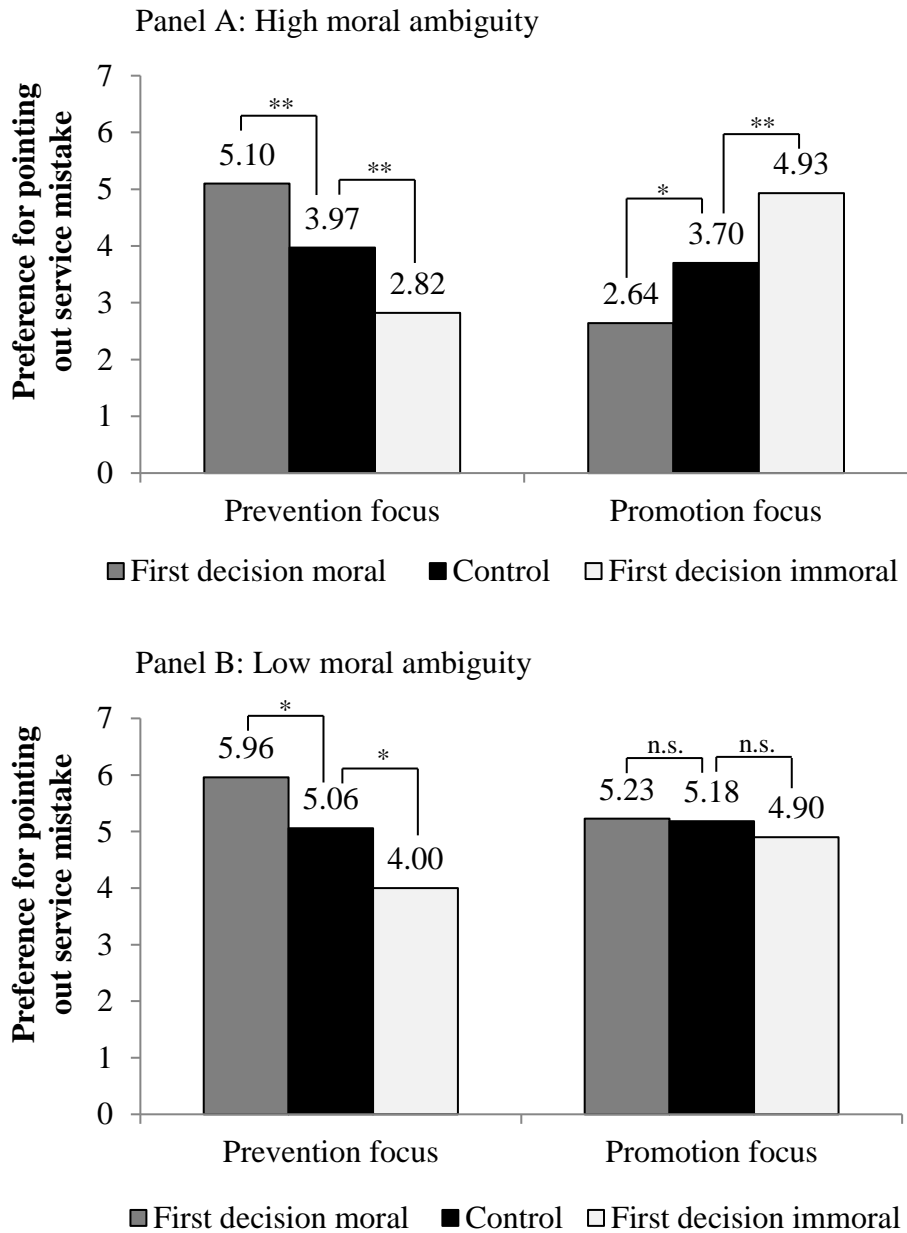 Panel A: High moral ambiguity
Preference for pointing
out service mistake
7
6
5
4
3
2
1
0
**
5.10
3.97
**
2.82
2.64
*
3.70
**
4.93
Prevention focus
Promotion focus
First decision moral
Control
First decision immoral
Panel B: Low moral ambiguity
Preference for pointing
out service mistake
7
6
5
4
3
2
1
0
*
5.96
5.06
*
4.00
n.s.
5.23
5.18
n.s.
4.90
Prevention focus
Promotion focus
First decision moral
Control
First decision immoral